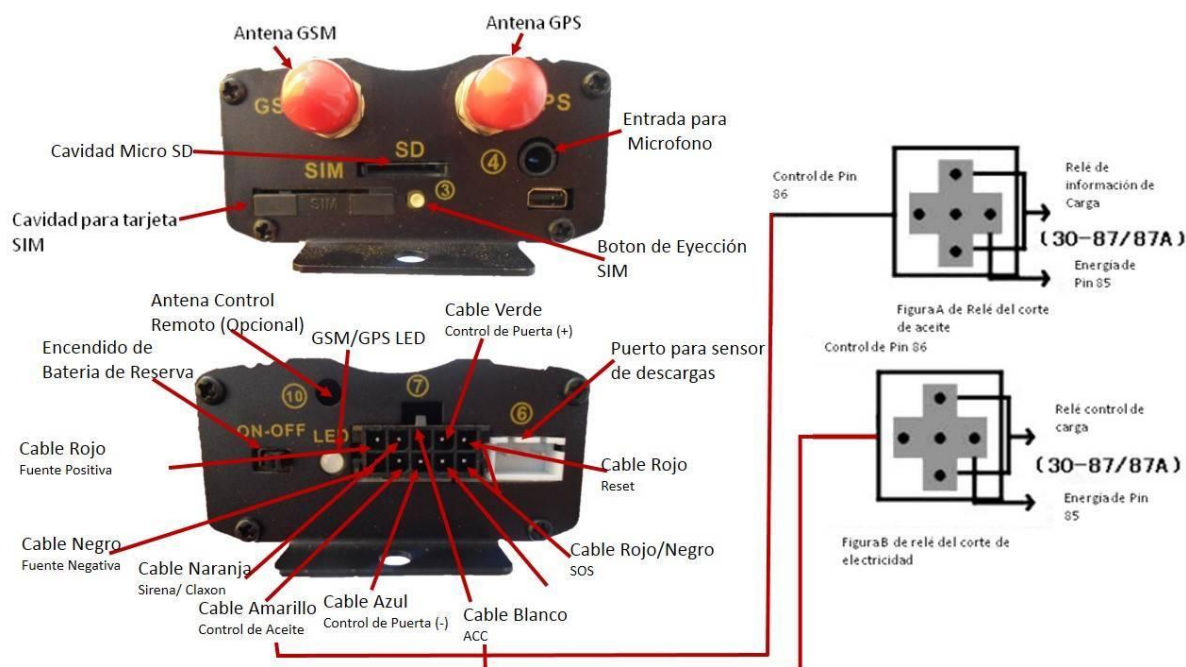 Antena GSM
Antena GPS
GS
PS
Entrada para
Microfono
Cavidad Micro SD
SD
SIM
④
③
SIM
Cavidad para tarjeta
SIM
Boton de Eyección
SIM
Control de Pin
86
Relé de
información de
Carga
(30-87/87A)
Energia de
Pin 85
Figura A de Relé del corte
de aceite
Control de Pin 86
Antena Control
Remoto (Opcional)
GSM/GPS LED
Cable Verde
Control de Puerta (+)
Encendido de
Bateria de Reserva
Puerto para sensor
de descargas
⑦
⑩
⑥
ON-OFF
LED
Cable Rojo
Fuente Positiva
Cable Rojo
Reset
Relé control de
carga
(30-87/87A)
Energia de Pin
85
Figura B de relé del corte de
electricidad
Cable Negro
Fuente Negativa
Cable Naranja
Sirena/ Claxon
Cable Amarillo
Control de Aceite
Cable Azul
Control de Puerta (-)
Cable Blanco
ACC
Cable Rojo/Negro
SOS